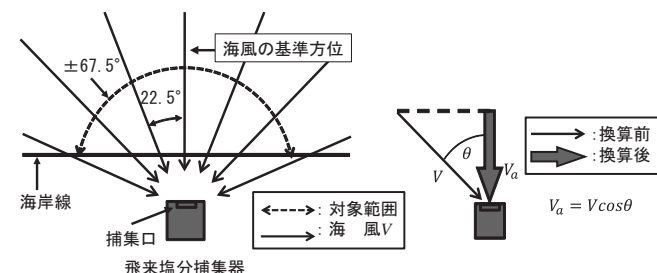 海風の基準方位
±67.5°
22.5°
海岸線
捕集口
飛来塩分捕集器
対象範囲
海 風V
θ
V
Va
換算前
換算後
Va = Vcosθ